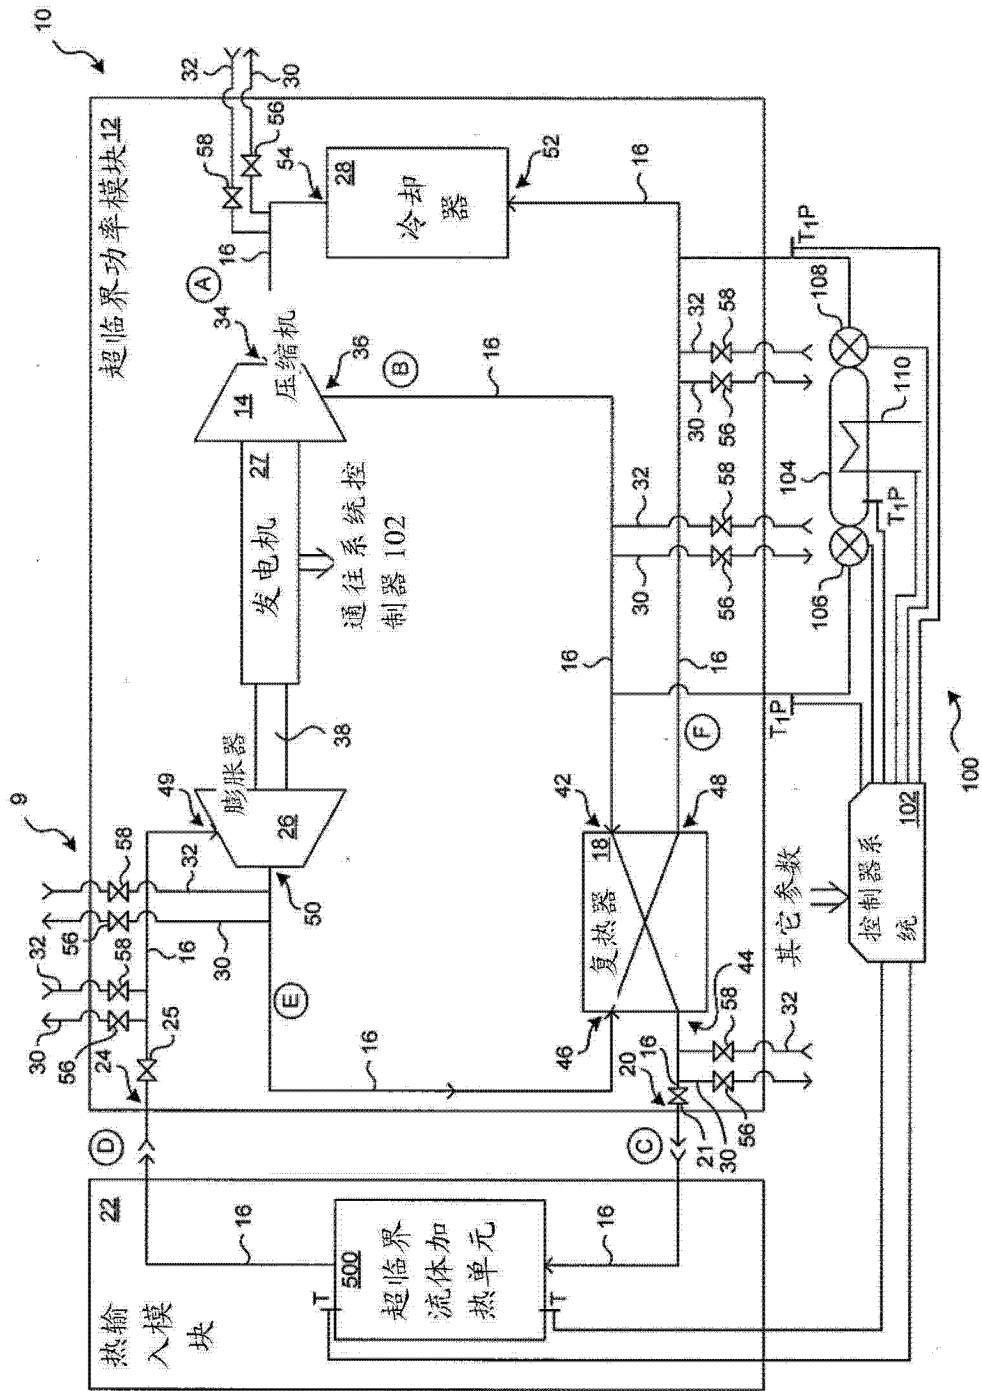 10
9
30
32
56
58
56
58
24
25
16
49
32
30
超临界功率模块12
58
32
56
30
D
22
热输
入模
块
16
A
16
54
28
冷却
器
52
16
34
压缩机
14
36
B
16
27
发电机
通往系统控
制器 102
膨胀器
26
38
50
E
16
T
500
超临界
流体加
热单元
T
16
C
20
16
21
30
56
58
32
46
44
复热器
18
42
48
F
16
16
30
32
56
58
30
32
56
58
T1P
T1P
T1P
106
104
108
110
其它参数
控制器系
统
102
100